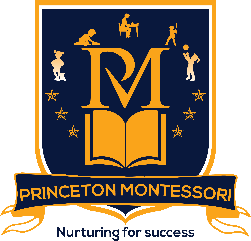 PM
PRINCETON MONTESSORI
Nurturing for success